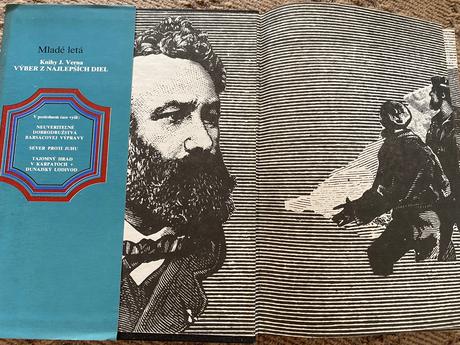 Mladé letá
Knihy J. Verna
VÝBER Z NAJLEPŠÍCH DIEL
V poslednom čase vyšli:
NEUVERITEĽNÉ
DOBRODRUŽSTVÁ
BARSACOVEJ VÝPRAVY
SEVER PROTI JUHU
TAJOMNÝ HRAD
V KARPATOCH •
DUNAJSKÝ LODIVOD